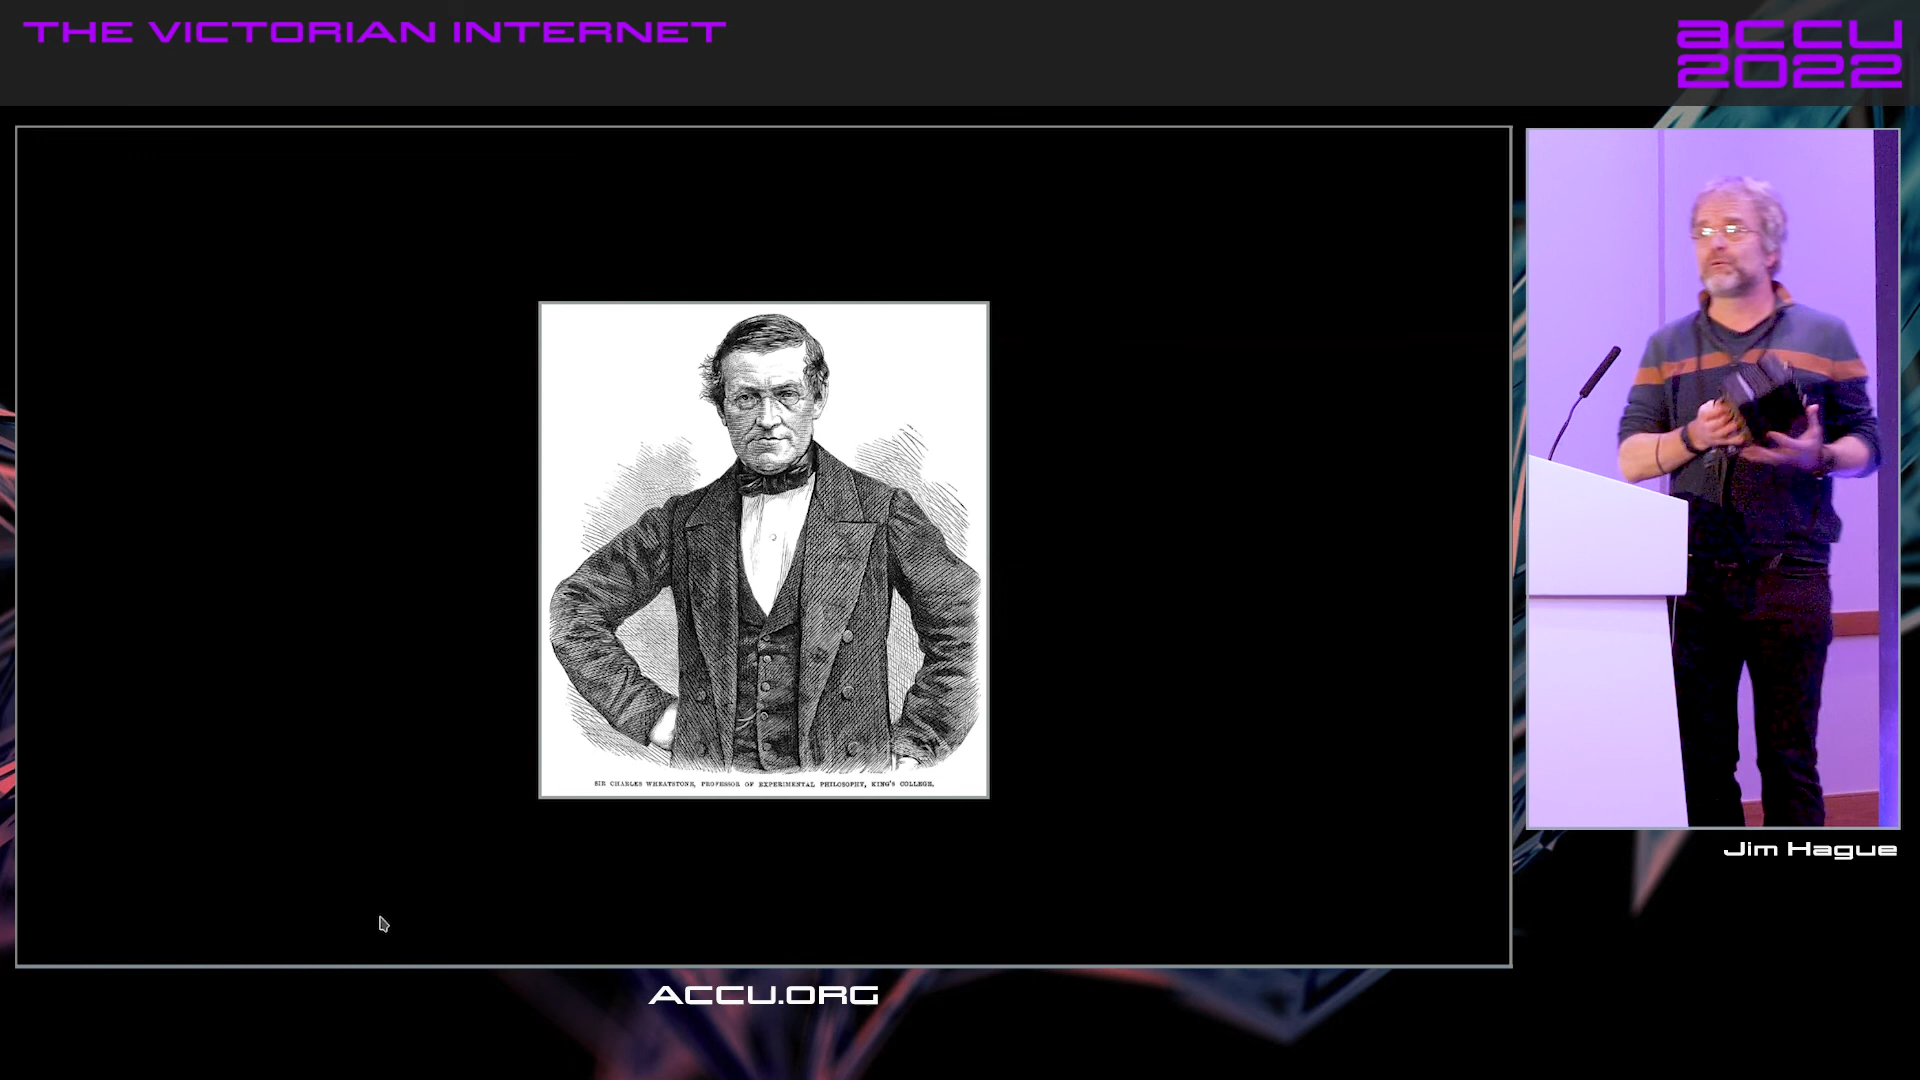 THE VICTORIAN INTERNET
accu
2022
SIR CHARLES WHEATSTONE, PROFESSOR OF EXPERIMENTAL PHILOSOPHY, KING'S COLLEGE.
Jim Hague
ACCU.ORG